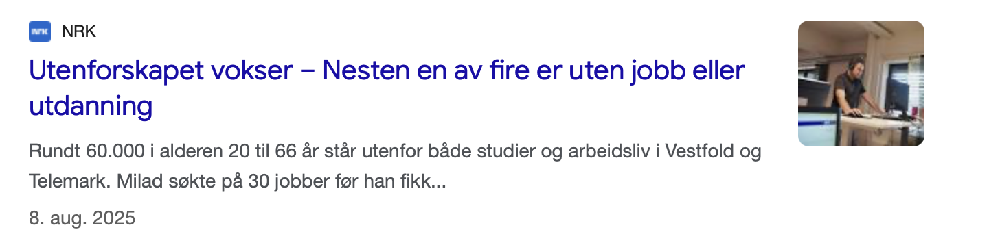 NRK
Utenforskapet vokser – Nesten en av fire er uten jobb eller
utdanning
Rundt 60.000 i alderen 20 til 66 år står utenfor både studier og arbeidsliv i Vestfold og
Telemark. Milad søkte på 30 jobber før han fikk...
8. aug. 2025